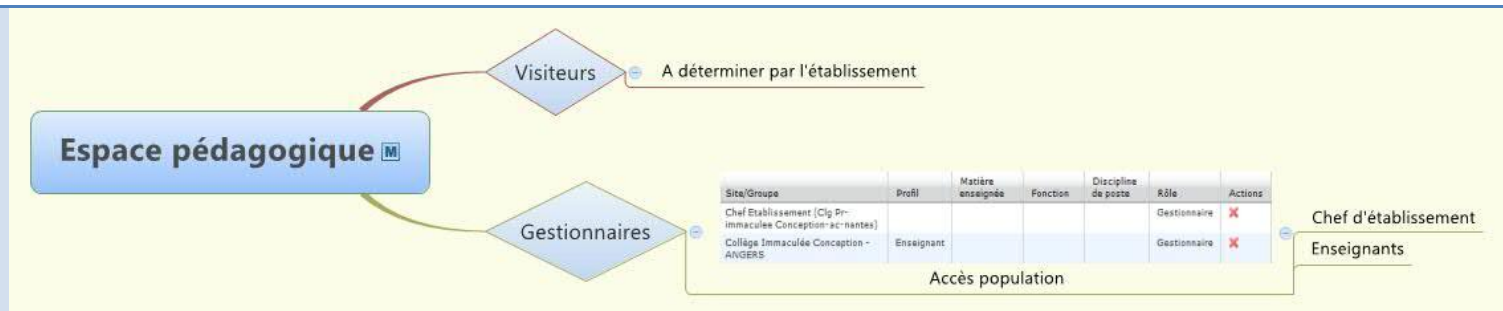 Visiteurs
A déterminer par l'établissement
Espace pédagogique M
Gestionnaires
Site/Groupe Profil Matière enseignée Fonction Discipline de poste Rôle Actions
Chef Etablissement (Clg Pr-
immaculee Conception-ac-nantes) Gestionnaire
Collège Immaculée Conception -
ANGERS Enseignant Gestionnaire
Accès population
Chef d'établissement
Enseignants